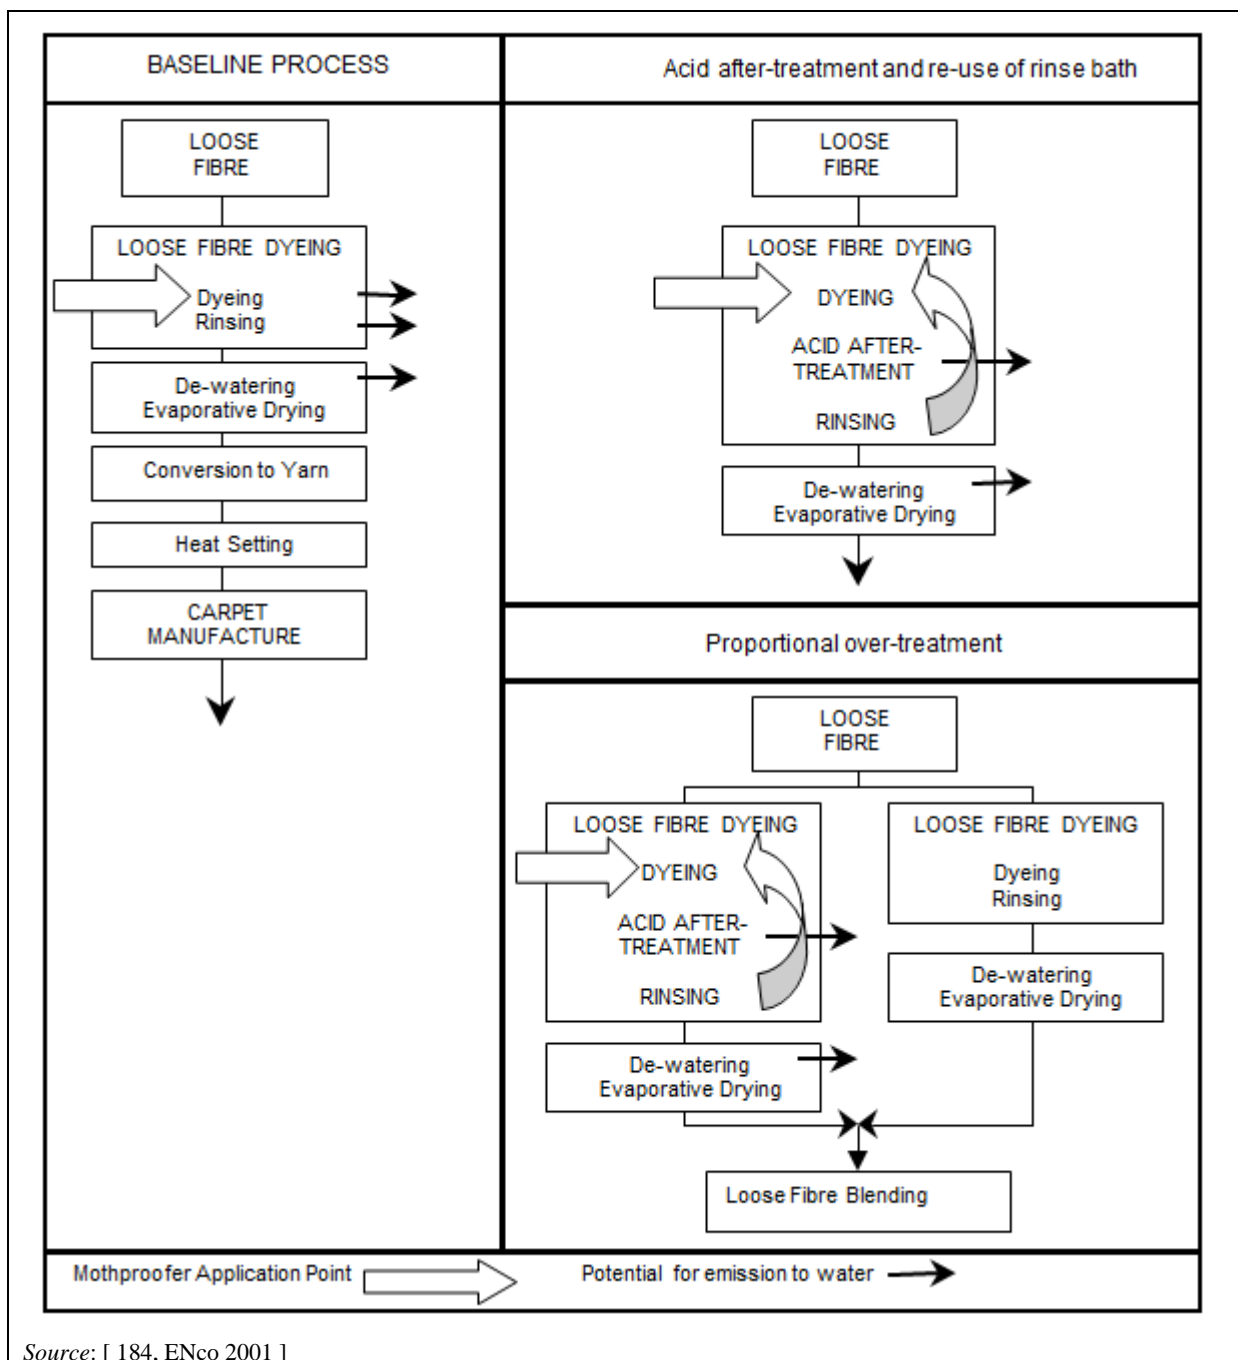 BASELINE PROCESS
LOOSE
FIBRE
LOOSE FIBRE DYEING
Dyeing
Rinsing
De-watering
Evaporative Drying
Conversion to Yarn
Heat Setting
CARPET
MANUFACTURE
Acid after-treatment and re-use of rinse bath
LOOSE
FIBRE
LOOSE FIBRE DYEING
DYEING
ACID AFTER-
TREATMENT
RINSING
De-watering
Evaporative Drying
Proportional over-treatment
LOOSE
FIBRE
LOOSE FIBRE DYEING
DYEING
ACID AFTER-
TREATMENT
RINSING
De-watering
Evaporative Drying
LOOSE FIBRE DYEING
Dyeing
Rinsing
De-watering
Evaporative Drying
Loose Fibre Blending
Mothproofer Application Point
Potential for emission to water
Source: [ 184, ENco 2001 ]